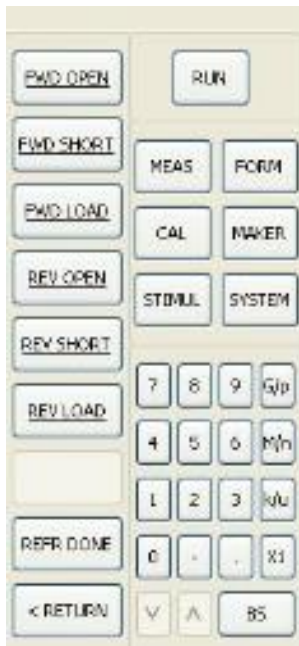 FWD OPEN
FWD SHORT
FWD LOAD
REV OPEN
REV SHORT
REV LOAD
REFR DONE
< RETURN
RUN
MEAS FORM
CAL MAKER
STIMUL SYSTEM
7 8 9 G/p
4 5 6 M/n
1 2 3 k/u
0 - . X1
BS